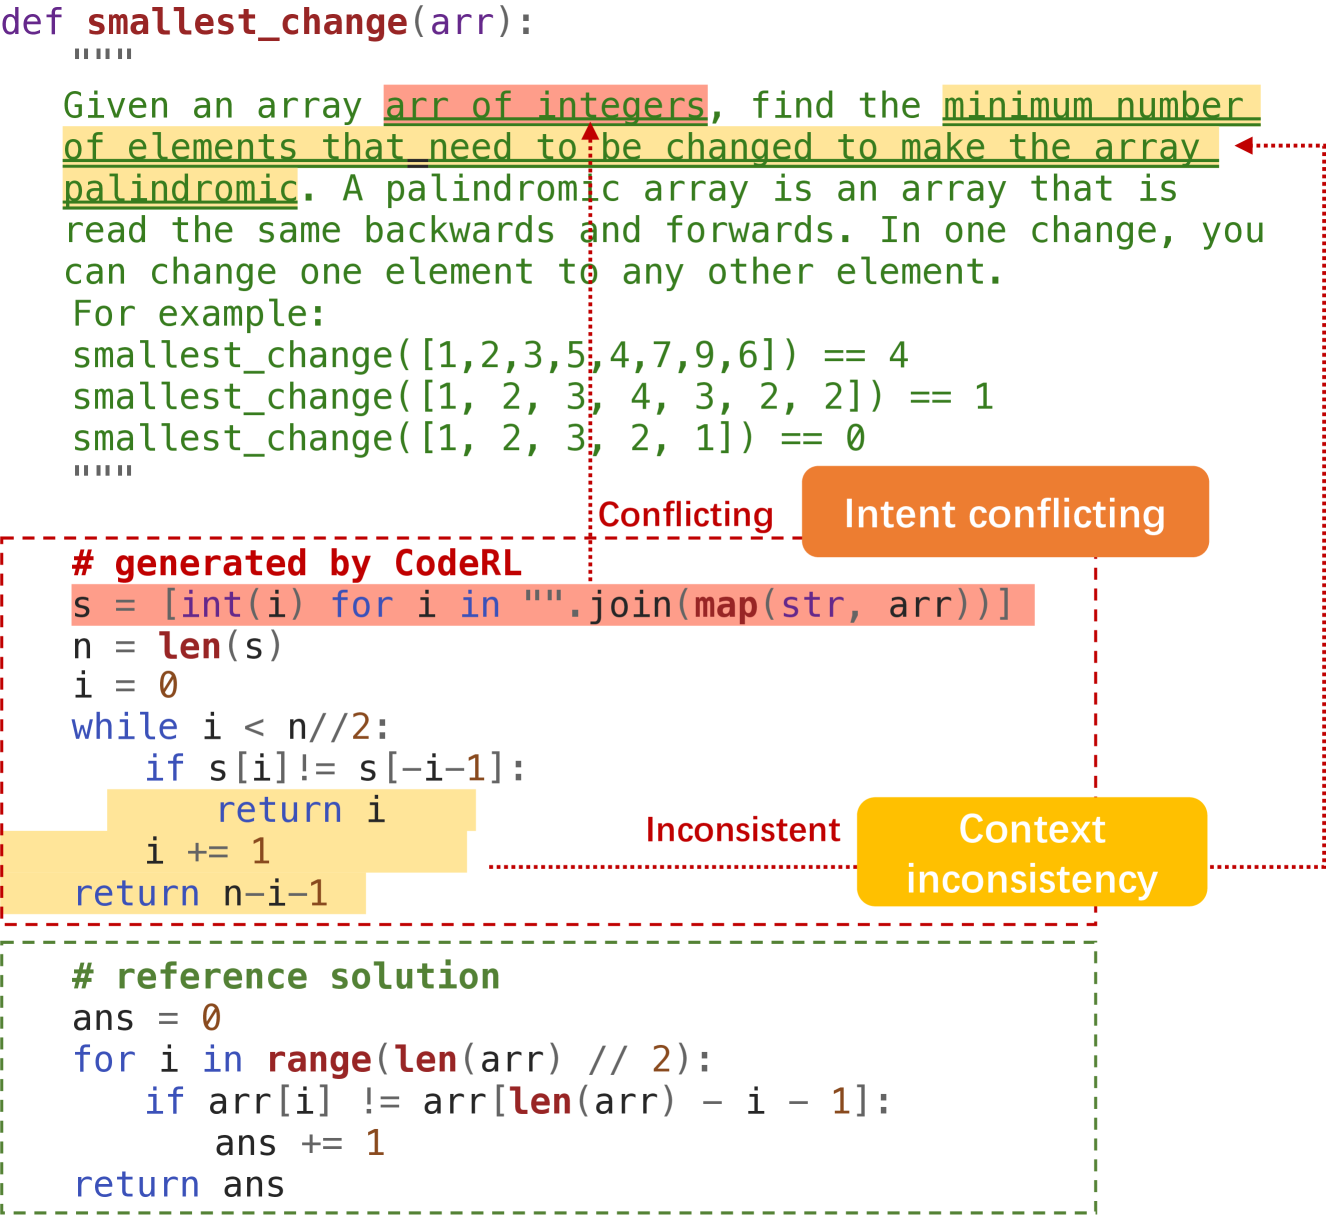 def smallest_change(arr):
"""
Given an array arr of integers, find the minimum number
of elements that need to be changed to make the array
palindromic. A palindromic array is an array that is
read the same backwards and forwards. In one change, you
can change one element to any other element.
For example:
smallest_change([1,2,3,5,4,7,9,6]) == 4
smallest_change([1, 2, 3, 4, 3, 2, 2]) == 1
smallest_change([1, 2, 3, 2, 1]) == 0
"""
Conflicting
Intent conflicting
# generated by CodeRL
s = [int(i) for i in "".join(map(str, arr))]
n = len(s)
i = 0
while i < n//2:
if s[i]!= s[-i-1]:
return i
i += 1
return n-i-1
Inconsistent
Context
inconsistency
# reference solution
ans = 0
for i in range(len(arr) // 2):
if arr[i] != arr[len(arr) - i - 1]:
ans += 1
return ans